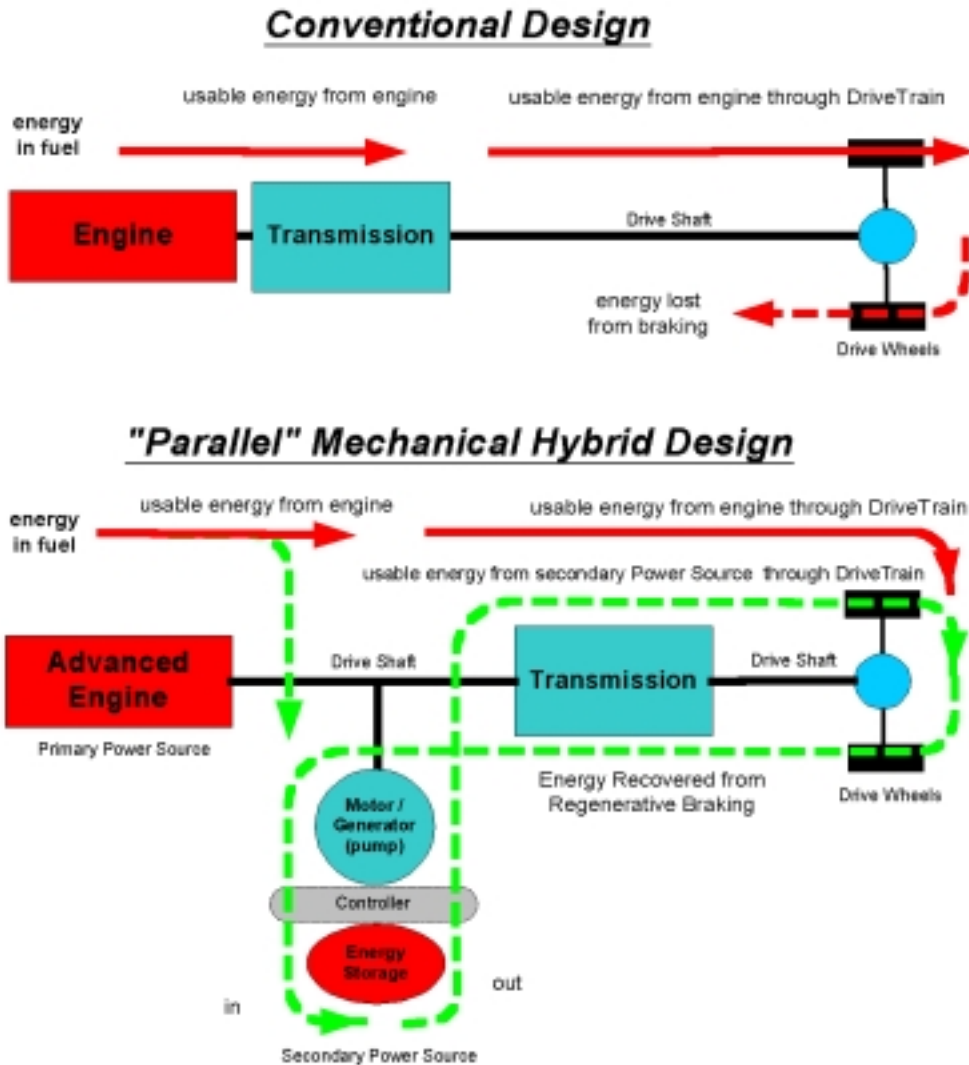 Conventional Design
usable energy from engine
usable energy from engine through DriveTrain
energy
in fuel
Engine
Transmission
Drive Shaft
energy lost
from braking
Drive Wheels
"Parallel" Mechanical Hybrid Design
usable energy from engine
usable energy from engine through DriveTrain
energy
in fuel
usable energy from secondary Power Source through DriveTrain
Advanced
Engine
Drive Shaft
Transmission
Drive Shaft
Primary Power Source
Energy Recovered from
Regenerative Braking
Drive Wheels
Motor /
Generator
(pump)
Controller
Energy
Storage
in
out
Secondary Power Source